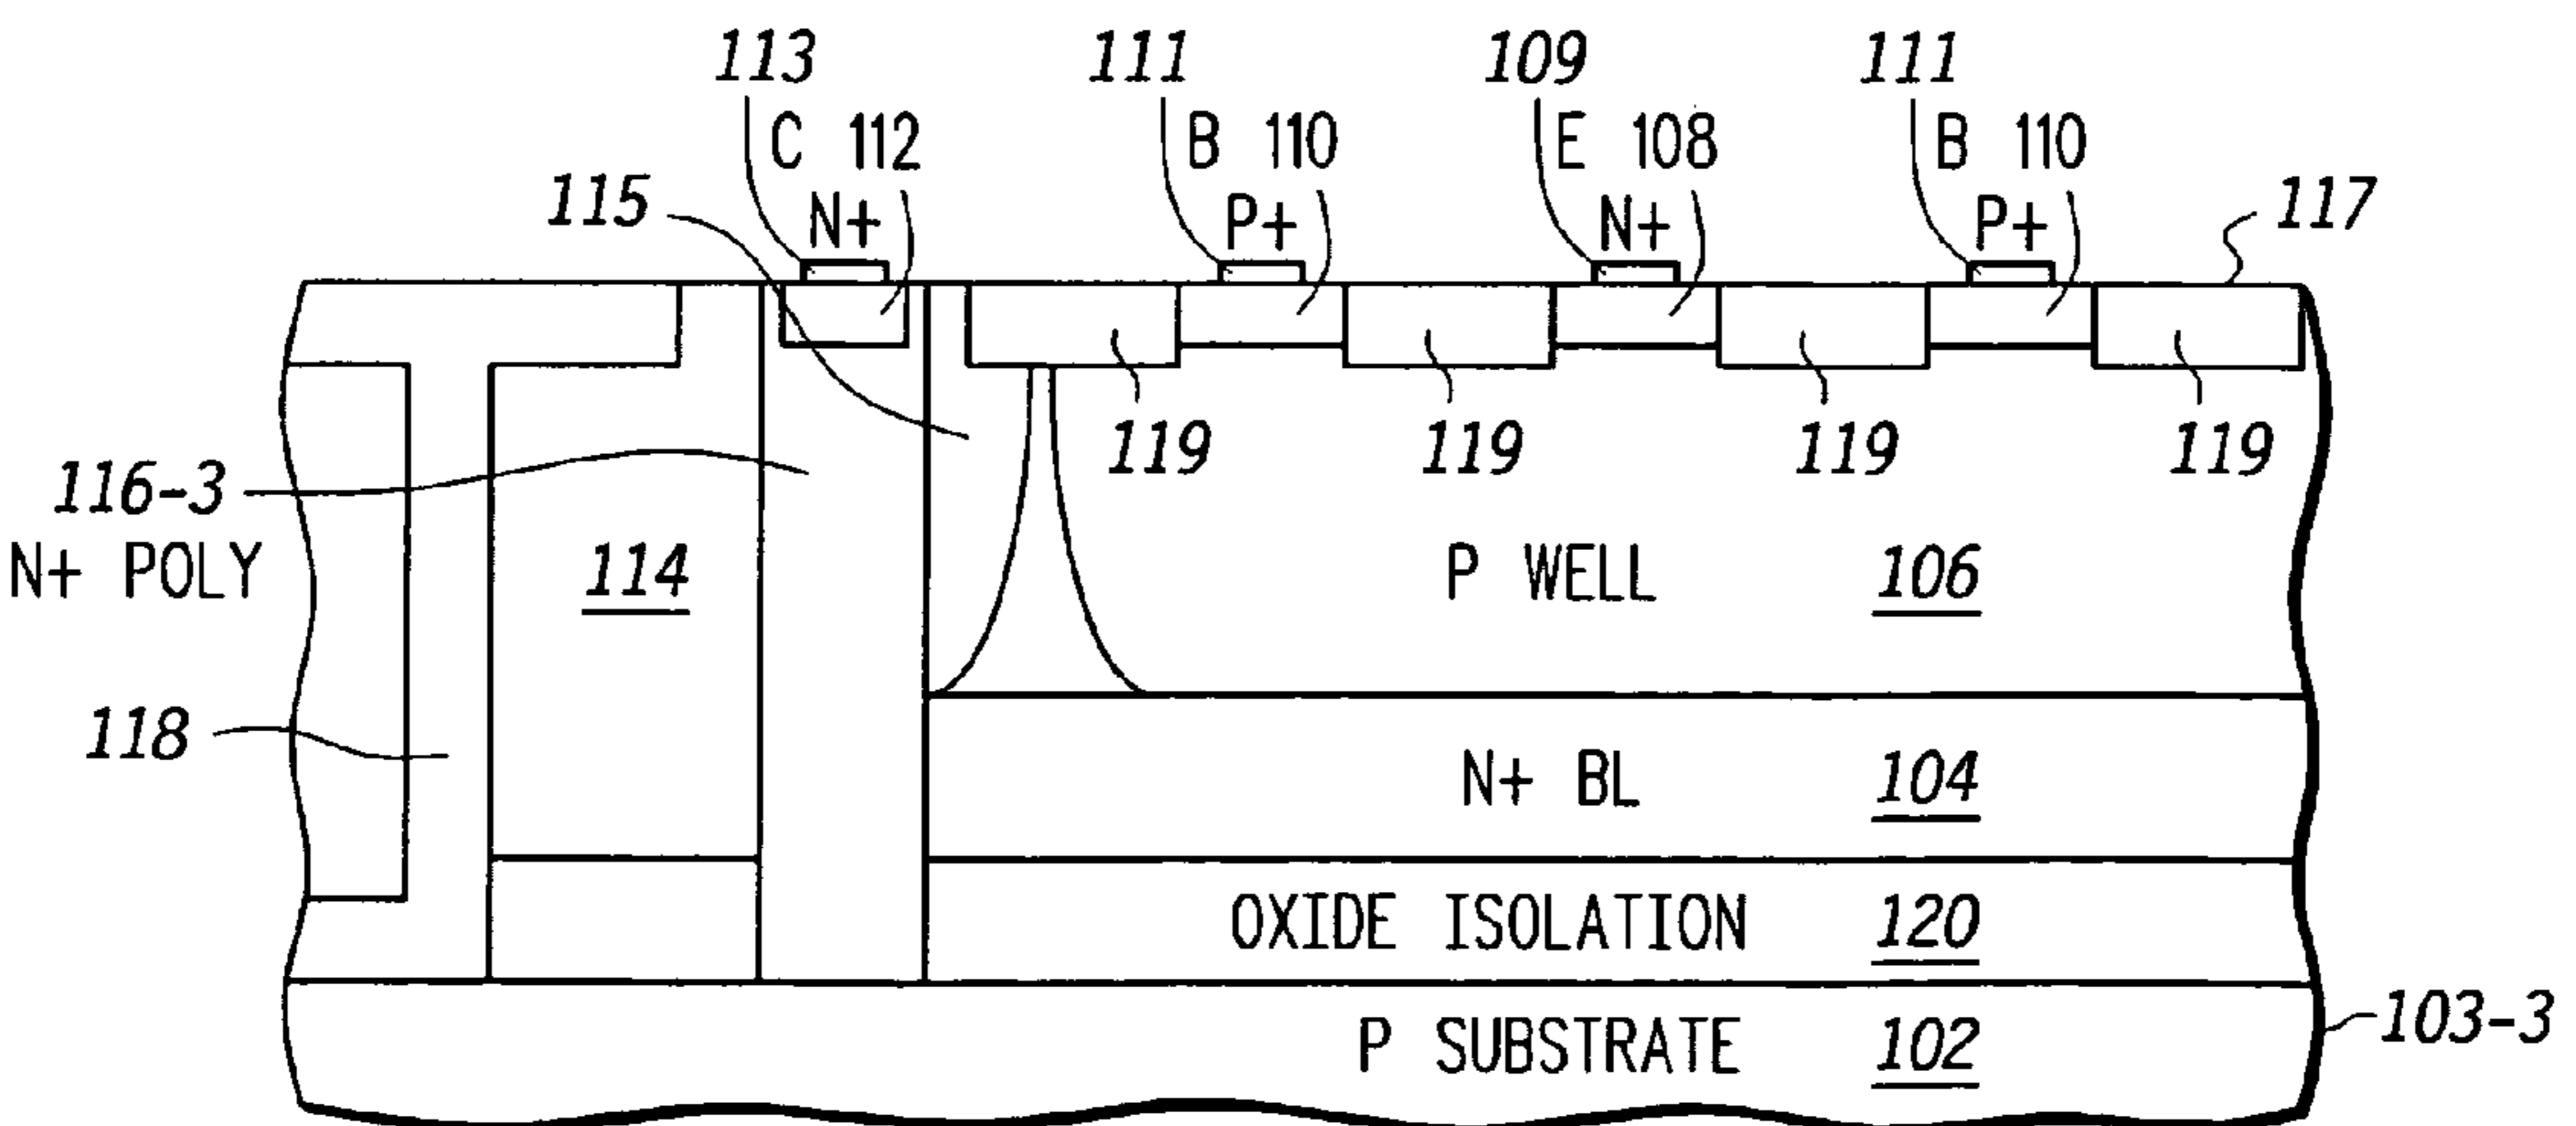 113
111
109
111
C 112
B 110
E 108
B 110
115
N+
P+
N+
P+
117
119
119
119
119
116-3
N+ POLY
114
P WELL 106
118
N+ BL 104
OXIDE ISOLATION 120
103-3
P SUBSTRATE 102